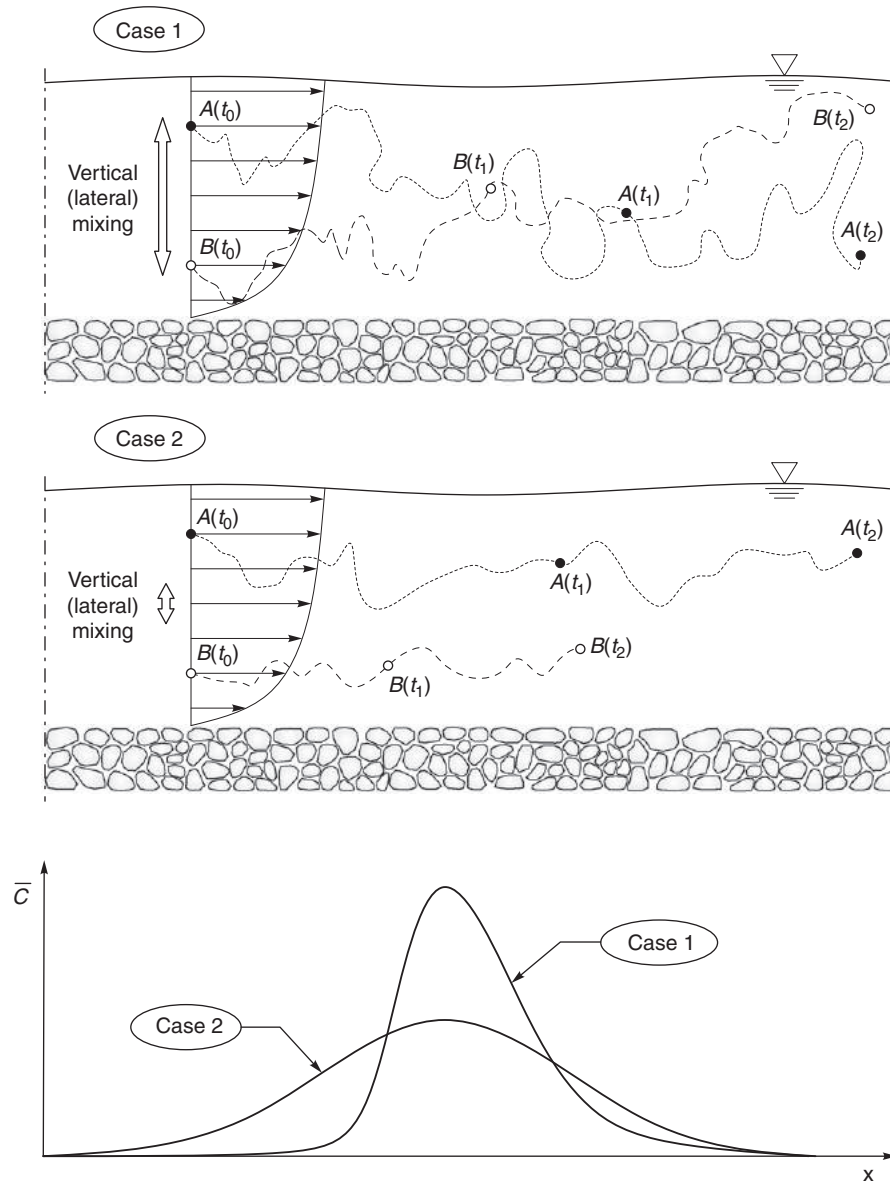 Case 1
A(t0)
Vertical
(lateral)
mixing
B(t0)
B(t1)
A(t1)
B(t2)
A(t2)
Case 2
A(t0)
Vertical
(lateral)
mixing
B(t0)
B(t1)
A(t1)
B(t2)
A(t2)
C̅
Case 1
Case 2
x